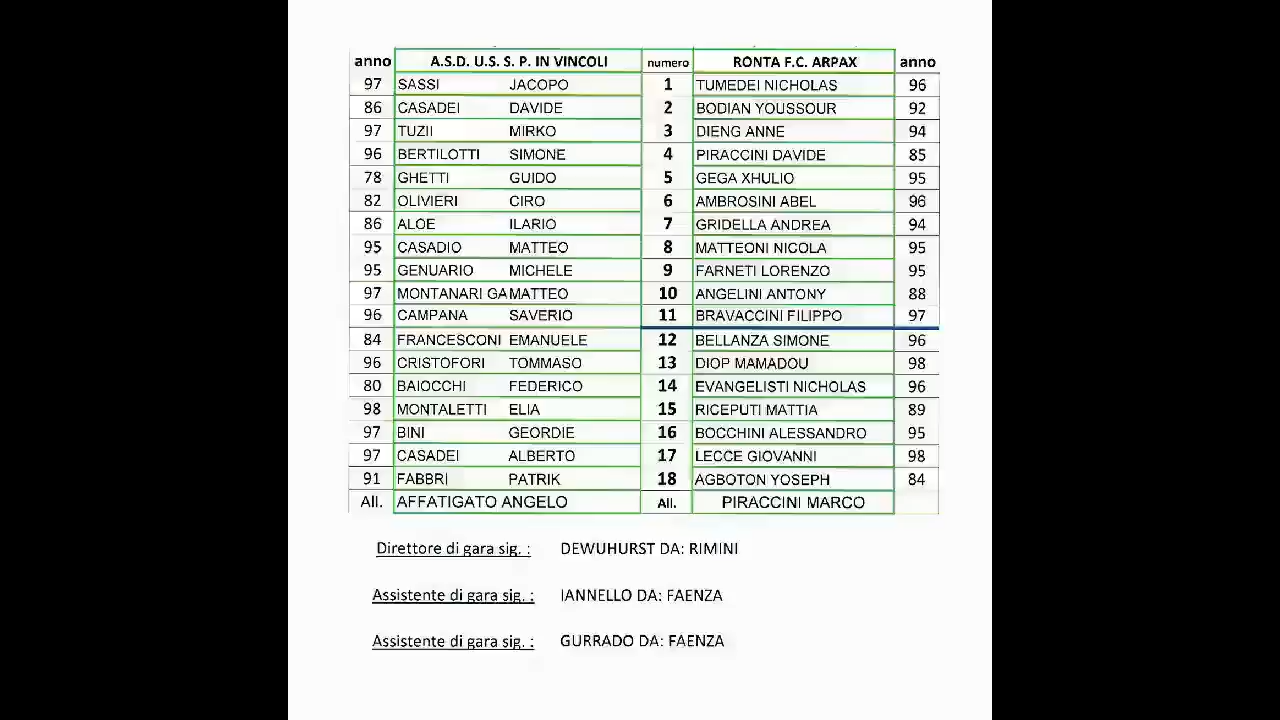 anno A.S.D. U.S. S. P. IN VINCOLI numero RONTA F.C. ARPAX anno
97 SASSI JACOPO 1 TUMEDEI NICHOLAS 96
86 CASADEI DAVIDE 2 BODIAN YOUSSOUR 92
97 TUZII MIRKO 3 DIENG ANNE 94
96 BERTILOTTI SIMONE 4 PIRACCINI DAVIDE 85
78 GHETTI GUIDO 5 GEGA XHULIO 95
82 OLIVIERI CIRO 6 AMBROSINI ABEL 96
86 ALOE ILARIO 7 GRIDELLA ANDREA 94
95 CASADIO MATTEO 8 MATTEONI NICOLA 95
95 GENUARIO MICHELE 9 FARNETI LORENZO 95
97 MONTANARI GA MATTEO 10 ANGELINI ANTONY 88
96 CAMPANA SAVERIO 11 BRAVACCINI FILIPPO 97
84 FRANCESCONI EMANUELE 12 BELLANZA SIMONE 96
96 CRISTOFORI TOMMASO 13 DIOP MAMADOU 98
80 BAIOCCHI FEDERICO 14 EVANGELISTI NICHOLAS 96
98 MONTALETTI ELIA 15 RICEPUTI MATTIA 89
97 BINI GEORDIE 16 BOCCHINI ALESSANDRO 95
97 CASADEI ALBERTO 17 LECCE GIOVANNI 98
91 FABBRI PATRIK 18 AGBOTON YOSEPH 84
All. AFFATIGATO ANGELO All. PIRACCINI MARCO
Direttore di gara sig. : DEWUHURST DA: RIMINI
Assistente di gara sig. : IANNELLO DA: FAENZA
Assistente di gara sig. : GURRADO DA: FAENZA